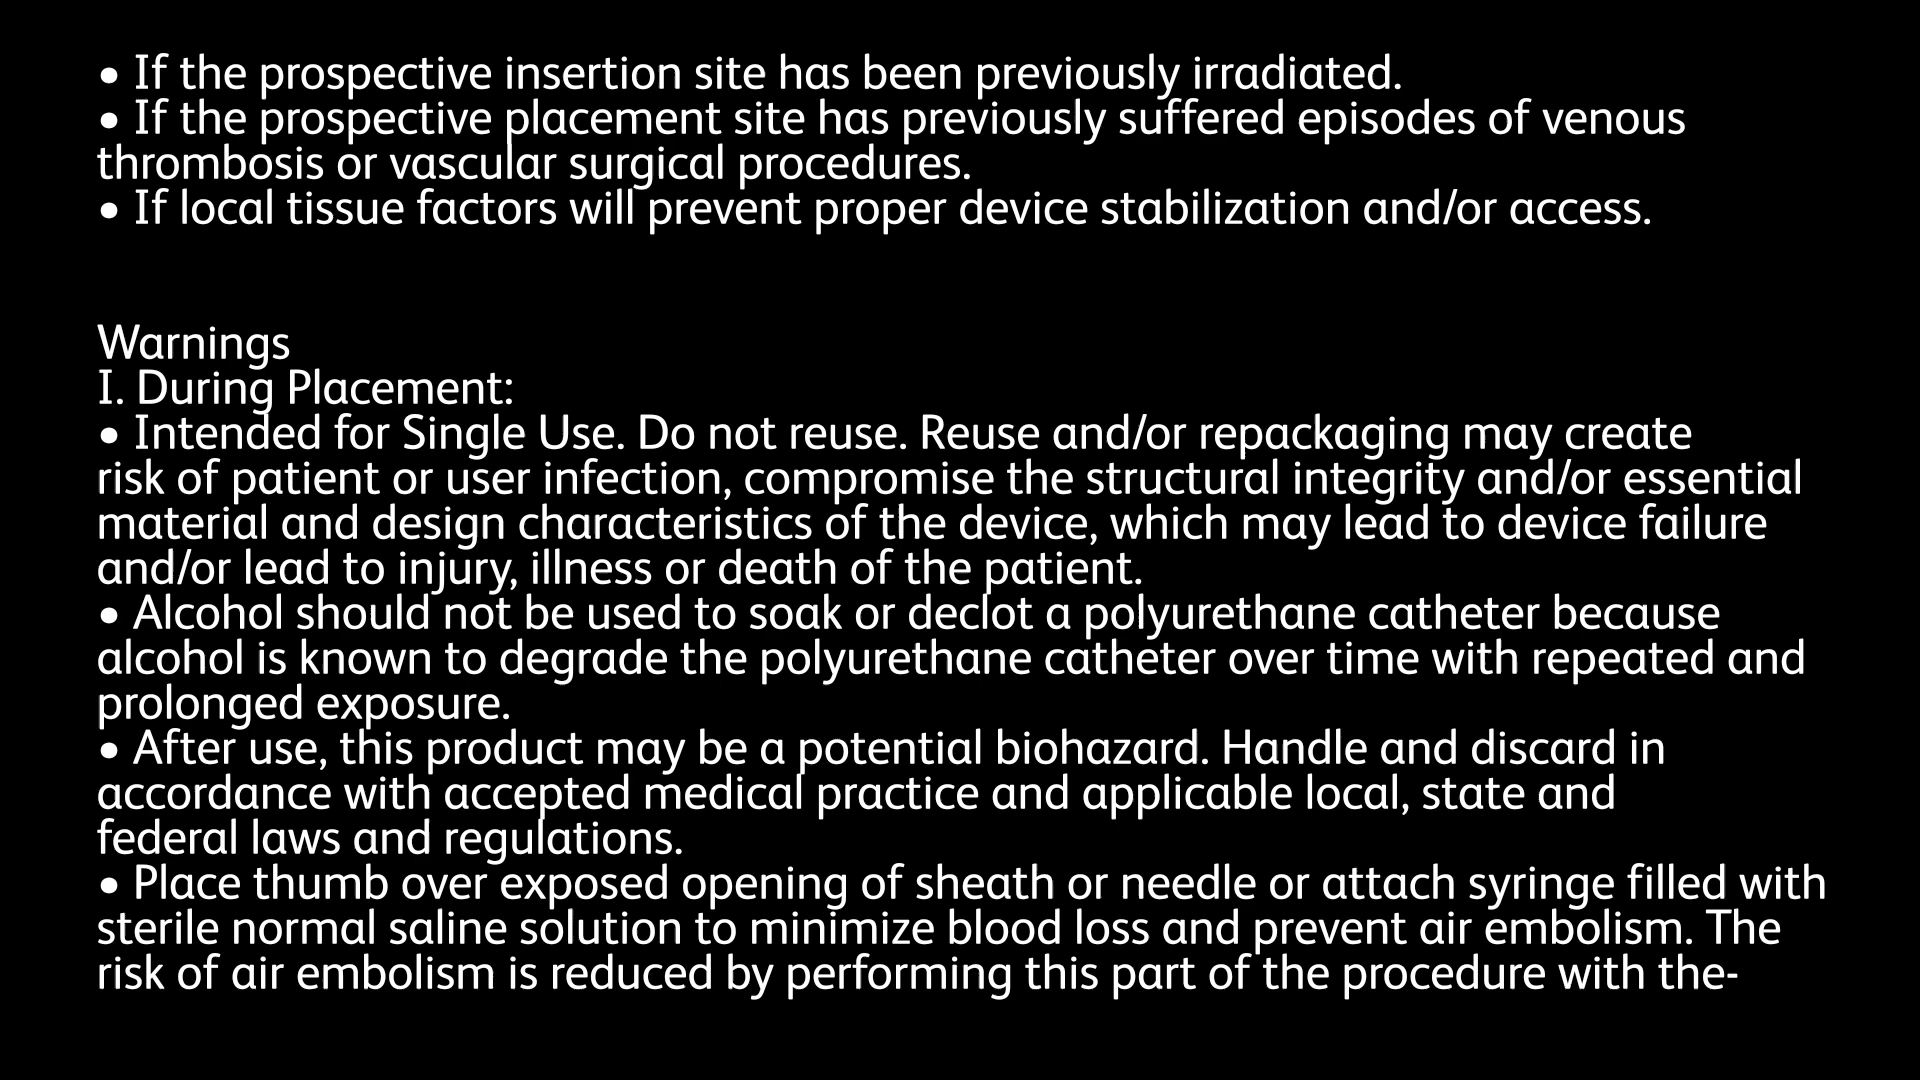 • If the prospective insertion site has been previously irradiated.
• If the prospective placement site has previously suffered episodes of venous
thrombosis or vascular surgical procedures.
• If local tissue factors will prevent proper device stabilization and/or access.
Warnings
I. During Placement:
• Intended for Single Use. Do not reuse. Reuse and/or repackaging may create
risk of patient or user infection, compromise the structural integrity and/or essential
material and design characteristics of the device, which may lead to device failure
and/or lead to injury, illness or death of the patient.
• Alcohol should not be used to soak or declot a polyurethane catheter because
alcohol is known to degrade the polyurethane catheter over time with repeated and
prolonged exposure.
• After use, this product may be a potential biohazard. Handle and discard in
accordance with accepted medical practice and applicable local, state and
federal laws and regulations.
• Place thumb over exposed opening of sheath or needle or attach syringe filled with
sterile normal saline solution to minimize blood loss and prevent air embolism. The
risk of air embolism is reduced by performing this part of the procedure with the-